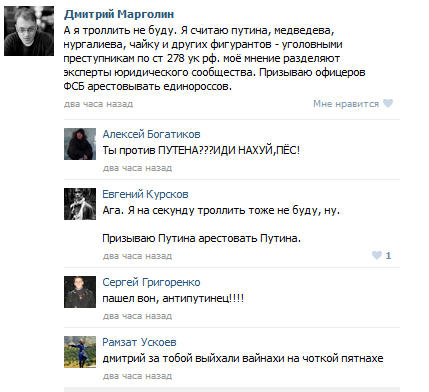 Дмитрий Марголин
А я троллить не буду. Я считаю путина, медведева,
нургалиева, чайку и других фигурантов - уголовными
преступникам по ст 278 ук рф. моё мнение разделяют
эксперты юридического сообщества. Призываю офицеров
ФСБ арестовывать единороссов.
два часа назад
Мне нравится
Алексей Богатиков
Ты против ПУТЕНА???ИДИ НАХУЙ,ПЁС!
два часа назад
Евгений Курсков
Ага. Я на секунду троллить тоже не буду, ну.
Призываю Путина арестовать Путина.
два часа назад
1
Сергей Григоренко
пашел вон, антипутинец!!!!
два часа назад
Рамзат Ускоев
дмитрий за тобой выйхали вайнахи на чоткой пятнахе
два часа назад